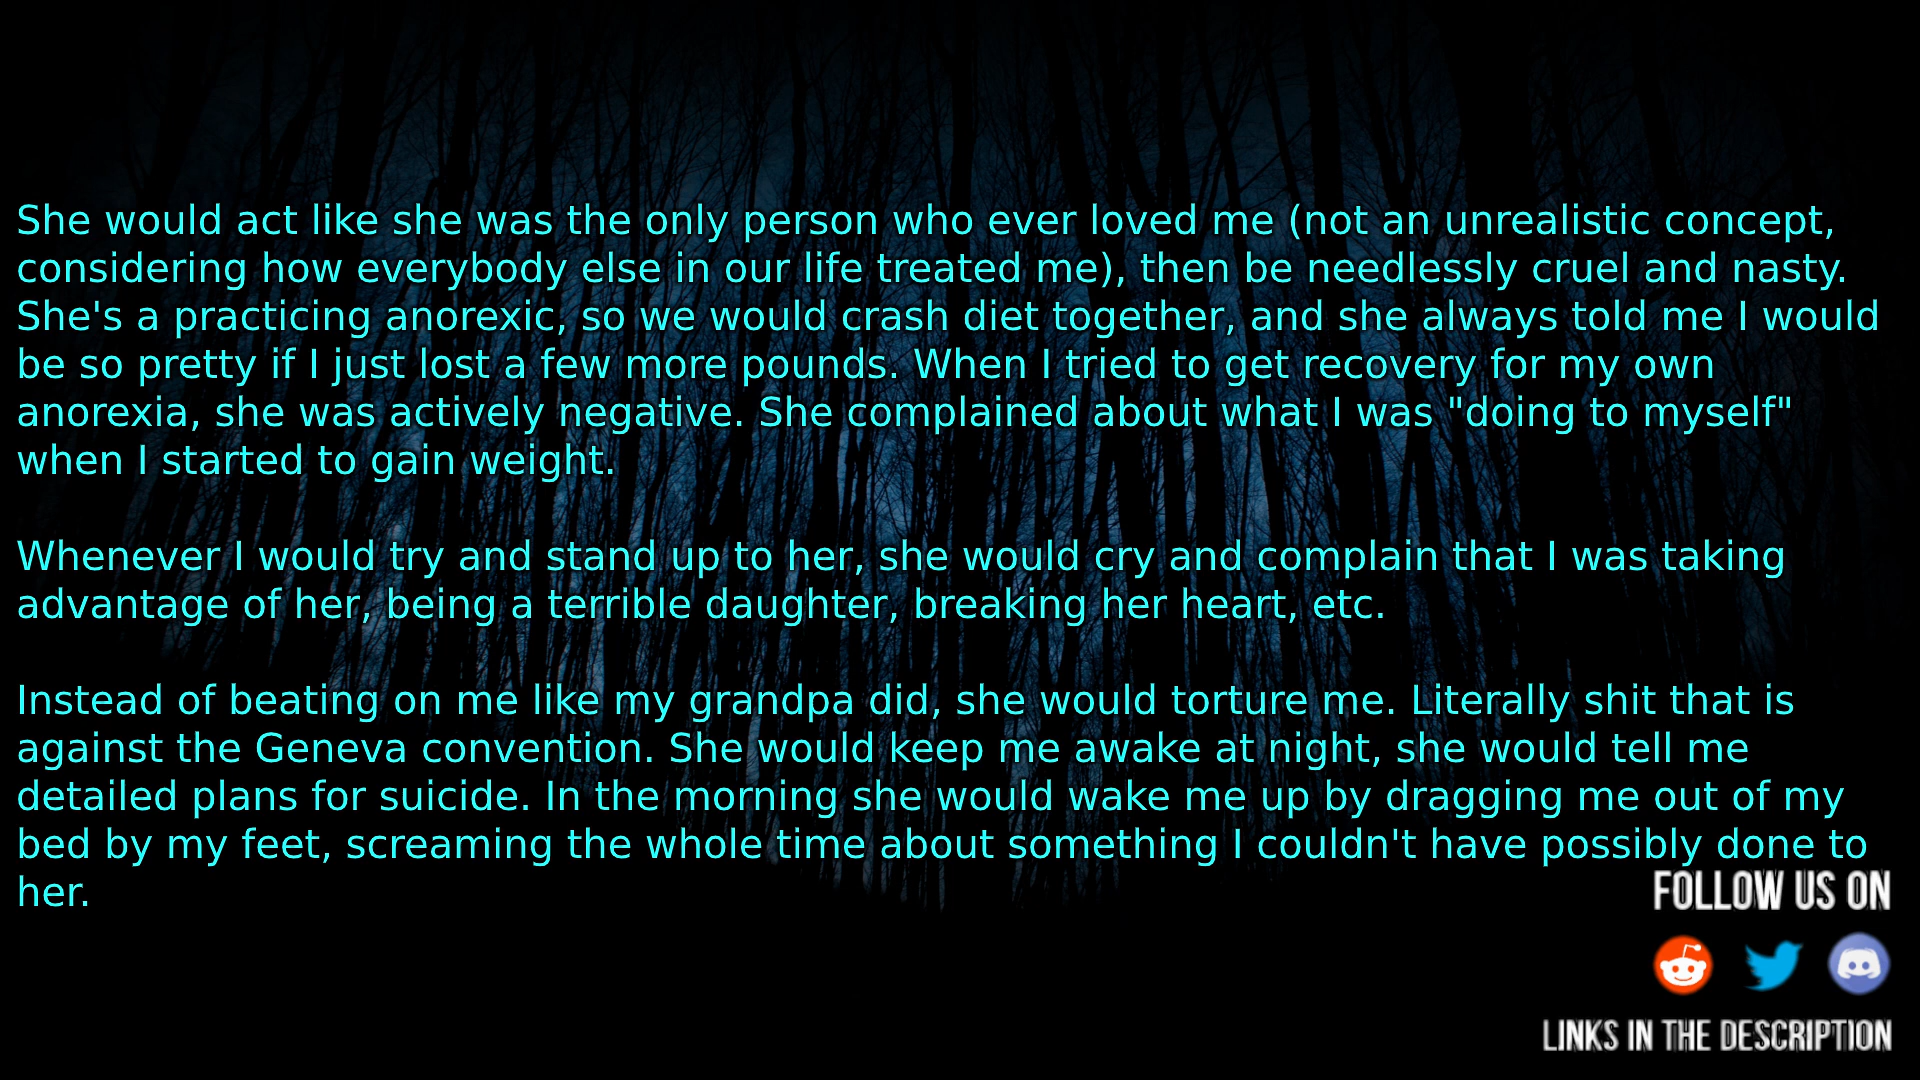 She would act like she was the only person who ever loved me (not an unrealistic concept,
considering how everybody else in our life treated me), then be needlessly cruel and nasty.
She's a practicing anorexic, so we would crash diet together, and she always told me I would
be so pretty if I just lost a few more pounds. When I tried to get recovery for my own
anorexia, she was actively negative. She complained about what I was "doing to myself"
when I started to gain weight.
Whenever I would try and stand up to her, she would cry and complain that I was taking
advantage of her, being a terrible daughter, breaking her heart, etc.
Instead of beating on me like my grandpa did, she would torture me. Literally shit that is
against the Geneva convention. She would keep me awake at night, she would tell me
detailed plans for suicide. In the morning she would wake me up by dragging me out of my
bed by my feet, screaming the whole time about something I couldn't have possibly done to
her.
FOLLOW US ON
LINKS IN THE DESCRIPTION